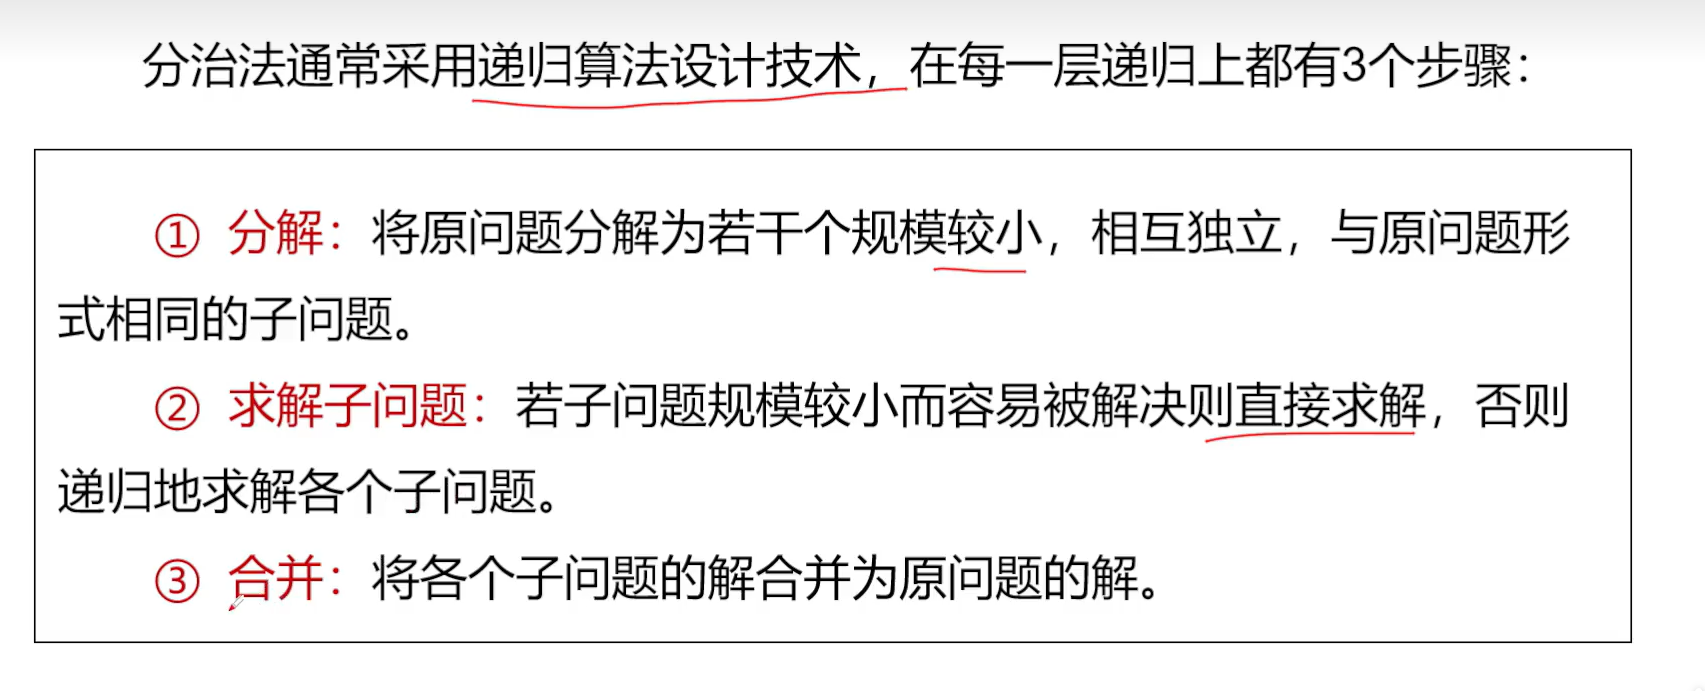 分治法通常采用递归算法设计技术，在每一层递归上都有3个步骤：
① 分解：将原问题分解为若干个规模较小，相互独立，与原问题形
式相同的子问题。
② 求解子问题：若子问题规模较小而容易被解决则直接求解，否则
递归地求解各个子问题。
③ 合并：将各个子问题的解合并为原问题的解。